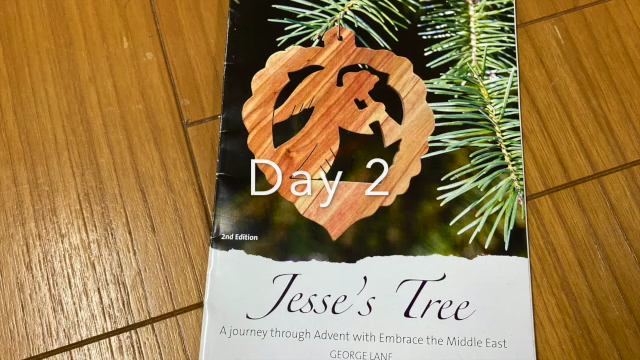 Day 2
2nd Edition
Jesse's Tree
A journey through Advent with Embrace the Middle East
GEORGE LANE